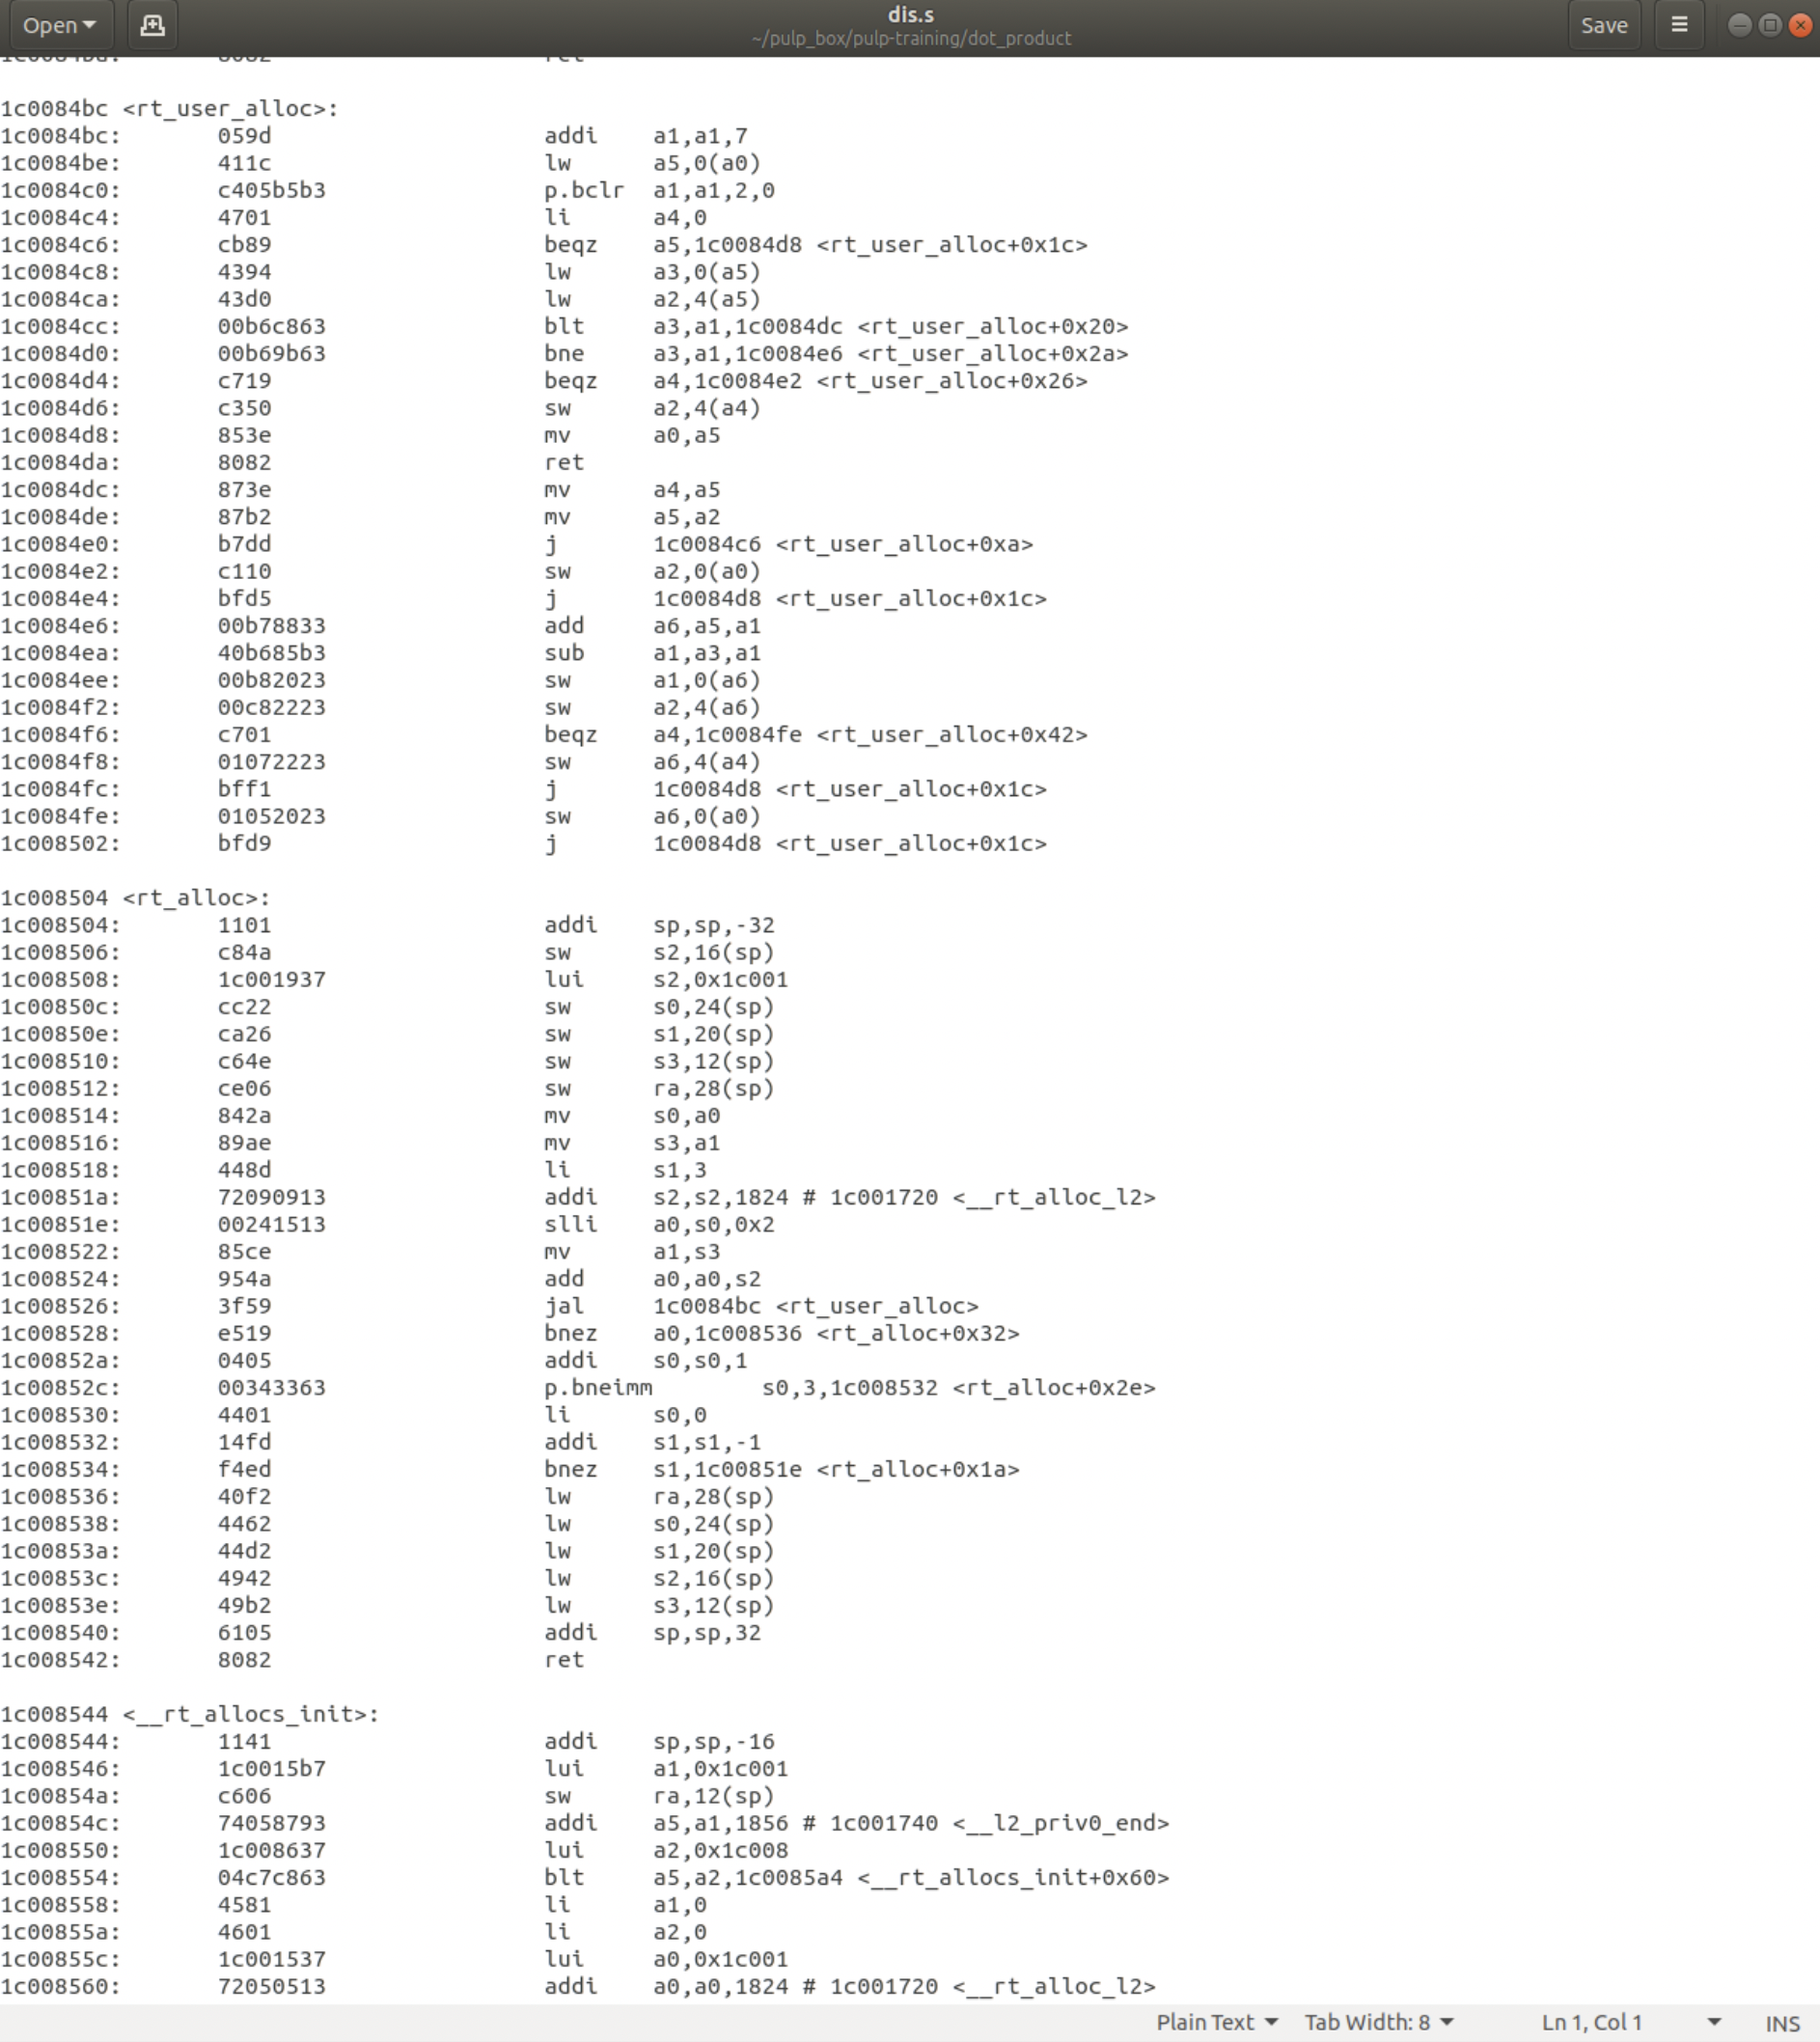 Open
dis.s
~/pulp_box/pulp-training/dot_product
Save
1c0084bc <rt_user_alloc>:
1c0084bc: 059d addi a1,a1,7
1c0084be: 411c lw a5,0(a0)
1c0084c0: c405b5b3 p.bclr a1,a1,2,0
1c0084c4: 4701 li a4,0
1c0084c6: cb89 beqz a5,1c0084d8 <rt_user_alloc+0x1c>
1c0084c8: 4394 lw a3,0(a5)
1c0084ca: 43d0 lw a2,4(a5)
1c0084cc: 00b6c863 blt a3,a1,1c0084dc <rt_user_alloc+0x20>
1c0084d0: 00b69b63 bne a3,a1,1c0084e6 <rt_user_alloc+0x2a>
1c0084d4: c719 beqz a4,1c0084e2 <rt_user_alloc+0x26>
1c0084d6: c350 sw a2,4(a4)
1c0084d8: 853e mv a0,a5
1c0084da: 8082 ret
1c0084dc: 873e mv a4,a5
1c0084de: 87b2 mv a5,a2
1c0084e0: b7dd j 1c0084c6 <rt_user_alloc+0xa>
1c0084e2: c110 sw a2,0(a0)
1c0084e4: bfd5 j 1c0084d8 <rt_user_alloc+0x1c>
1c0084e6: 00b78833 add a6,a5,a1
1c0084ea: 40b685b3 sub a1,a3,a1
1c0084ee: 00b82023 sw a1,0(a6)
1c0084f2: 00c82223 sw a2,4(a6)
1c0084f6: c701 beqz a4,1c0084fe <rt_user_alloc+0x42>
1c0084f8: 01072223 sw a6,4(a4)
1c0084fc: bff1 j 1c0084d8 <rt_user_alloc+0x1c>
1c0084fe: 01052023 sw a6,0(a0)
1c008502: bfd9 j 1c0084d8 <rt_user_alloc+0x1c>
1c008504 <rt_alloc>:
1c008504: 1101 addi sp,sp,-32
1c008506: c84a sw s2,16(sp)
1c008508: 1c001937 lui s2,0x1c001
1c00850c: cc22 sw s0,24(sp)
1c00850e: ca26 sw s1,20(sp)
1c008510: c64e sw s3,12(sp)
1c008512: ce06 sw ra,28(sp)
1c008514: 842a mv s0,a0
1c008516: 89ae mv s3,a1
1c008518: 448d li s1,3
1c00851a: 72090913 addi s2,s2,1824 # 1c001720 <__rt_alloc_l2>
1c00851e: 00241513 slli a0,s0,0x2
1c008522: 85ce mv a1,s3
1c008524: 954a add a0,a0,s2
1c008526: 3f59 jal 1c0084bc <rt_user_alloc>
1c008528: e519 bnez a0,1c008536 <rt_alloc+0x32>
1c00852a: 0405 addi s0,s0,1
1c00852c: 00343363 p.bneimm s0,3,1c008532 <rt_alloc+0x2e>
1c008530: 4401 li s0,0
1c008532: 14fd addi s1,s1,-1
1c008534: f4ed bnez s1,1c00851e <rt_alloc+0x1a>
1c008536: 40f2 lw ra,28(sp)
1c008538: 4462 lw s0,24(sp)
1c00853a: 44d2 lw s1,20(sp)
1c00853c: 4942 lw s2,16(sp)
1c00853e: 49b2 lw s3,12(sp)
1c008540: 6105 addi sp,sp,32
1c008542: 8082 ret
1c008544 <__rt_allocs_init>:
1c008544: 1141 addi sp,sp,-16
1c008546: 1c0015b7 lui a1,0x1c001
1c00854a: c606 sw ra,12(sp)
1c00854c: 74058793 addi a5,a1,1856 # 1c001740 <__l2_priv0_end>
1c008550: 1c008637 lui a2,0x1c008
1c008554: 04c7c863 blt a5,a2,1c0085a4 <__rt_allocs_init+0x60>
1c008558: 4581 li a1,0
1c00855a: 4601 li a2,0
1c00855c: 1c001537 lui a0,0x1c001
1c008560: 72050513 addi a0,a0,1824 # 1c001720 <__rt_alloc_l2>
Plain Text Tab Width: 8 Ln 1, Col 1 INS